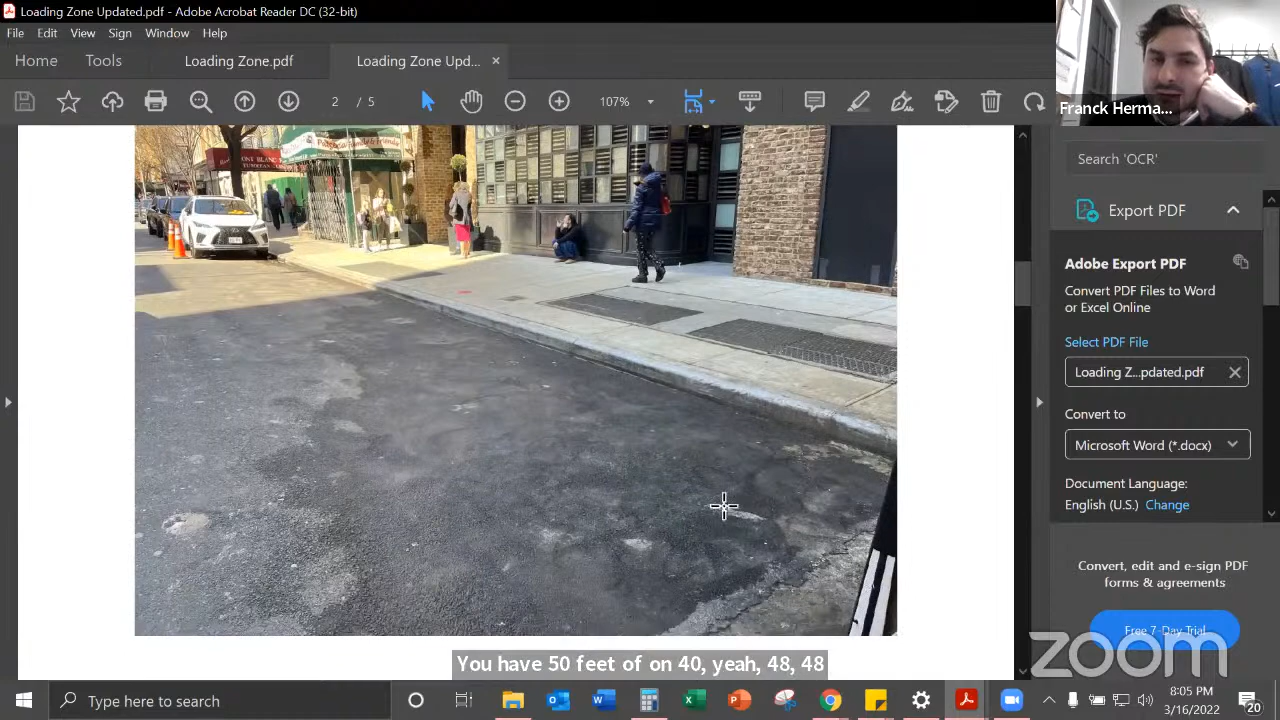 Loading Zone Updated.pdf - Adobe Acrobat Reader DC (32-bit)
File Edit View Sign Window Help
Home Tools Loading Zone.pdf Loading Zone Upd... ×
2 / 5 107%
Franck Herma...
Search 'OCR'
Export PDF
Adobe Export PDF
Convert PDF Files to Word
or Excel Online
Select PDF File
Loading Z...pdated.pdf
Convert to
Microsoft Word (*.docx)
Document Language:
English (U.S.) Change
Convert, edit and e-sign PDF
forms & agreements
Free 7-Day Trial
zoom
You have 50 feet of on 40, yeah, 48, 48
Type here to search
8:05 PM
3/16/2022
20